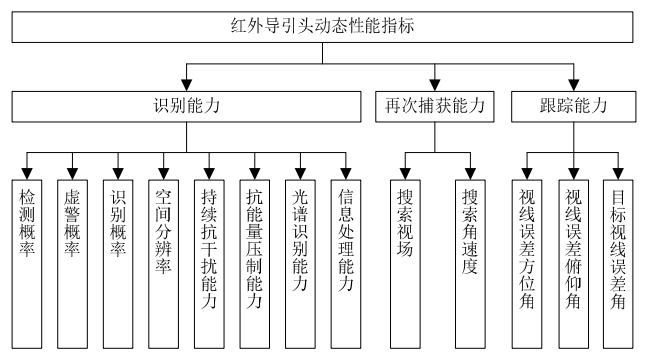 红外导引头动态性能指标
识别能力
再次捕获能力
跟踪能力
检测概率
虚警概率
识别概率
空间分辨率
持续抗干扰能力
抗能量压制能力
光谱识别能力
信息处理能力
搜索视场
搜索角速度
视线误差方位角
视线误差俯仰角
目标视线误差角